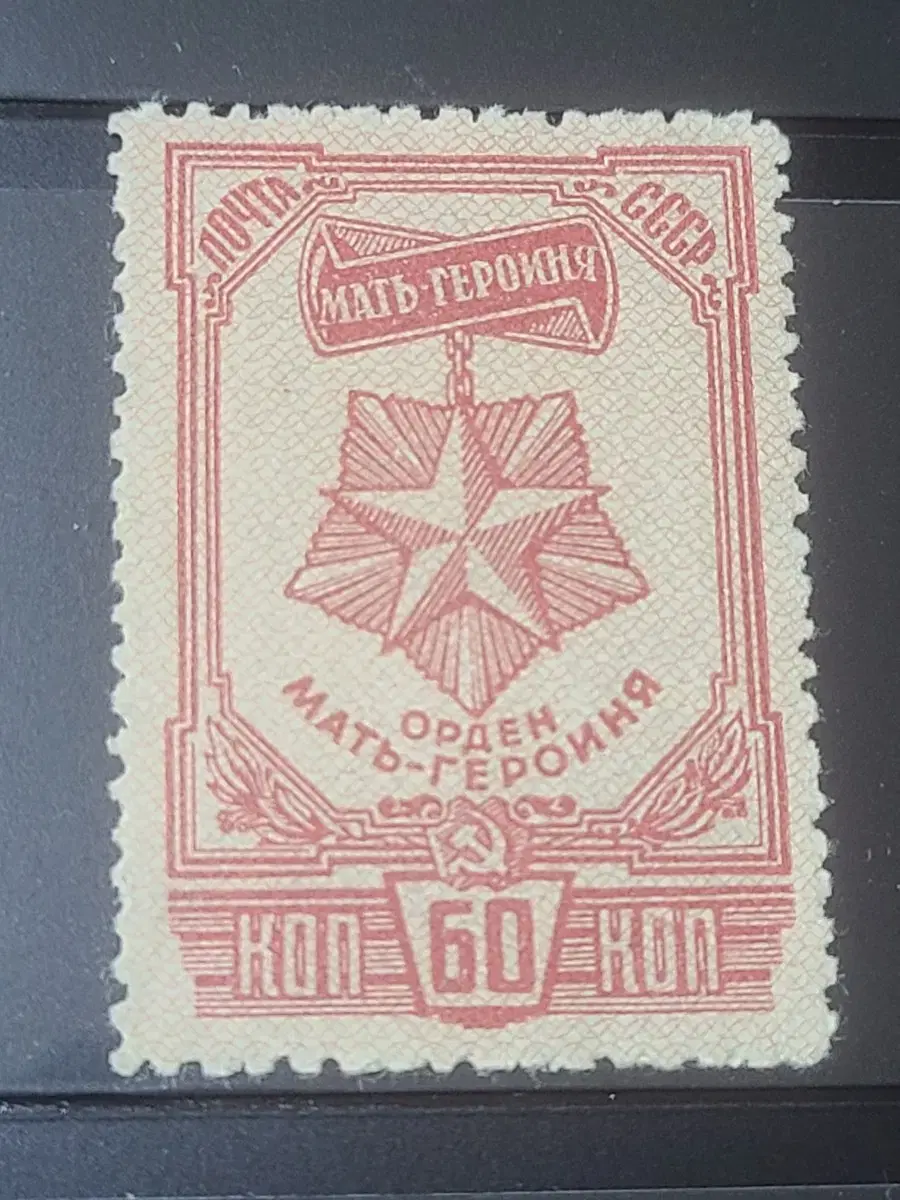 ПОЧТА СССР
МАТЬ-ГЕРОИНЯ
ОРДЕН
МАТЬ-ГЕРОИНЯ
КОП 60 КОП